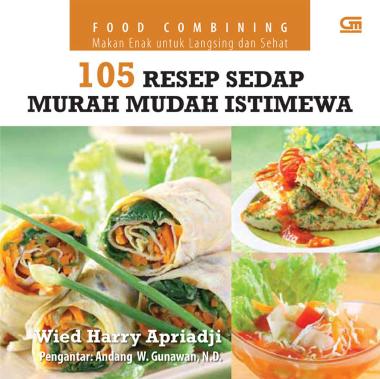 FOOD COMBINING
Makan Enak untuk Langsing dan Sehat
GM
105 RESEP SEDAP
MURAH MUDAH ISTIMEWA
Wied Harry Apriadji
Pengantar: Andang W. Gunawan, N.D.